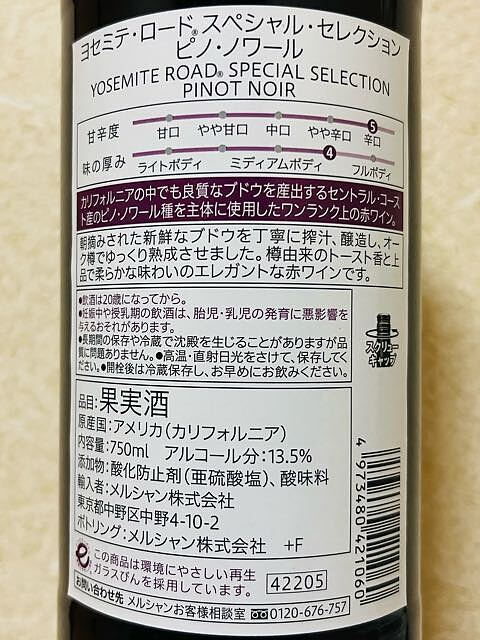 ヨセミテ・ロード® スペシャル・セレクション
ピノ・ノワール
YOSEMITE ROAD® SPECIAL SELECTION
PINOT NOIR
甘辛度 甘口 やや甘口 中口 やや辛口 5 辛口
味の厚み ライトボディ ミディアムボディ 4 フルボディ
カリフォルニアの中でも良質なブドウを産出するセントラル・コース
ト産のピノ・ノワール種を主体に使用したワンランク上の赤ワイン。
朝摘みされた新鮮なブドウを丁寧に搾汁、醸造し、オー
ク樽でゆっくり熟成させました。樽由来のトースト香と上
品で柔らかな味わいのエレガントな赤ワインです。
●飲酒は20歳になってから。
●妊娠中や授乳期の飲酒は、胎児・乳児の発育に悪影響を
与えるおそれがあります。
●長期間の保存や冷蔵で沈殿を生じることがありますが品
質に問題ありません。●高温・直射日光をさけて、保存してく
ださい。●開栓後は冷蔵保存し、お早めにお飲みください。
スクリュー
キャップ
品目:果実酒
原産国:アメリカ(カリフォルニア)
内容量:750ml アルコール分:13.5%
添加物:酸化防止剤(亜硫酸塩)、酸味料
輸入者:メルシャン株式会社
東京都中野区中野4-10-2
ボトリング:メルシャン株式会社 +F
この商品は環境にやさしい再生
ガラスびんを採用しています。
42205
お問い合わせ先 メルシャンお客様相談室 0120-676-757
4973480421060